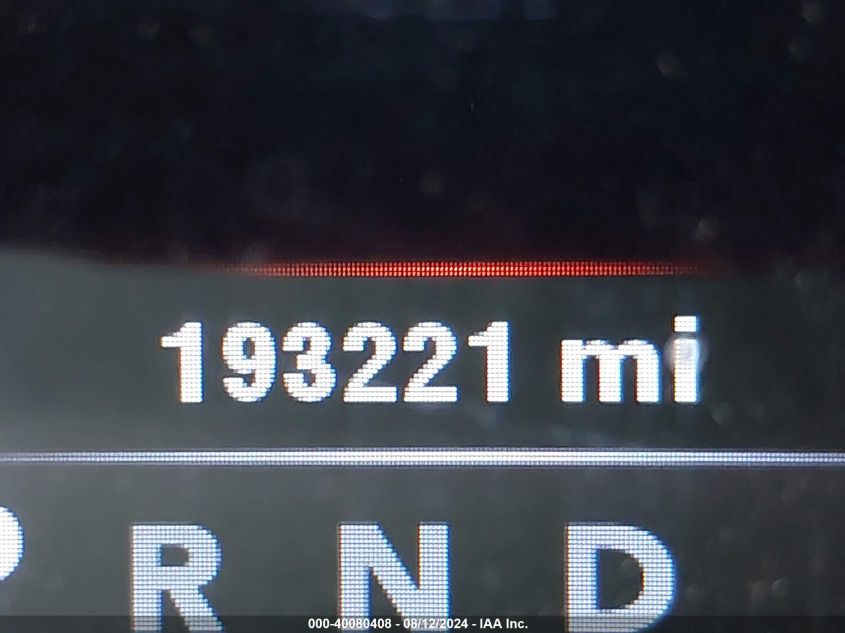 193221 mi
P R N D
000-40080408 - 08/12/2024 - IAA Inc.